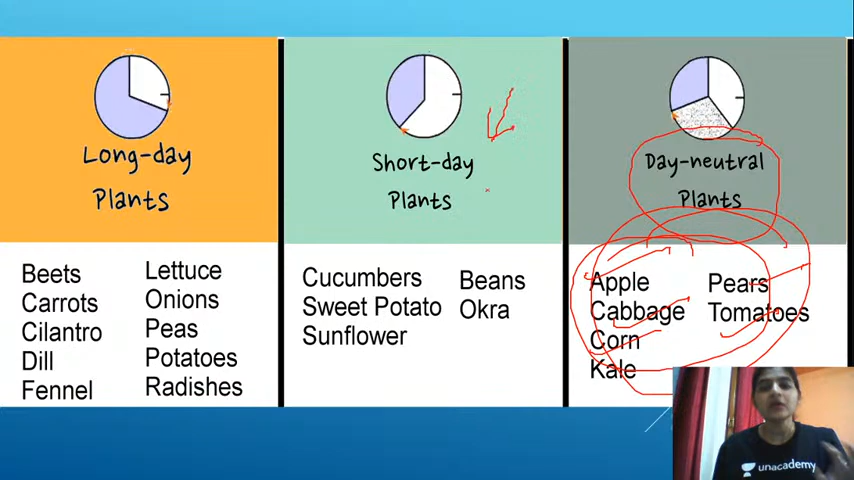 Long-day
Plants
Beets
Carrots
Cilantro
Dill
Fennel
Lettuce
Onions
Peas
Potatoes
Radishes
Short-day
Plants
Cucumbers
Sweet Potato
Sunflower
Beans
Okra
Day-neutral
Plants
Apple
Cabbage
Corn
Kale
Pears
Tomatoes
unacademy